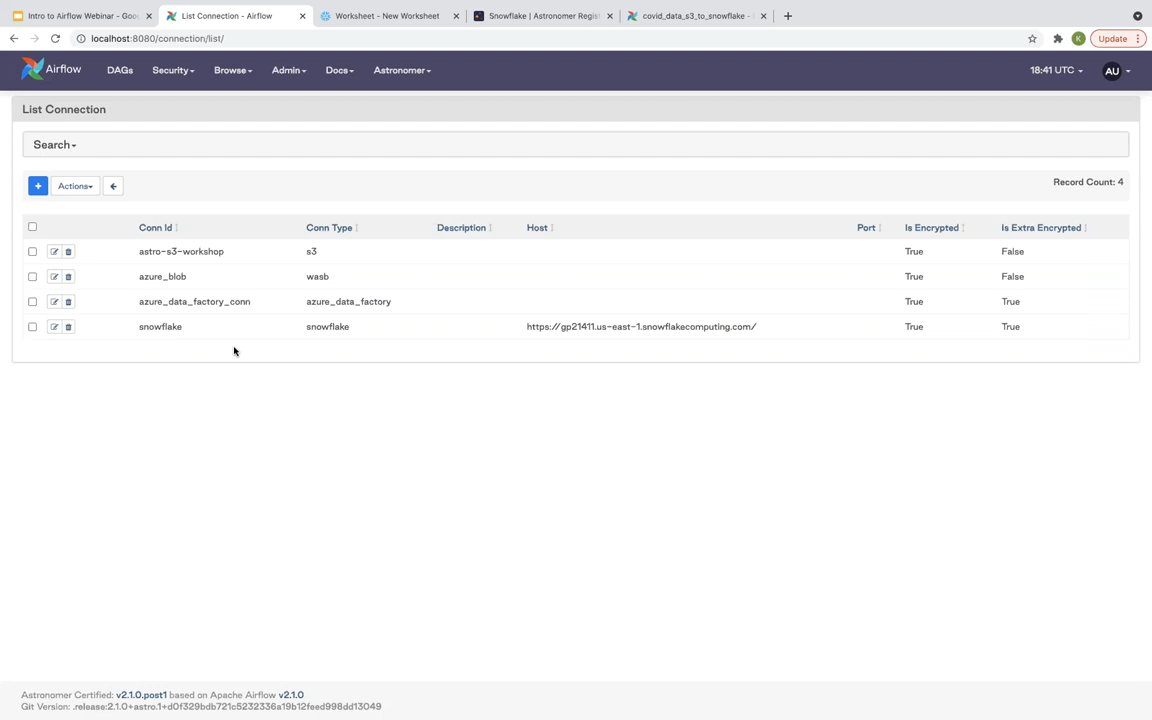 Intro to Airflow Webinar - Goo
List Connection - Airflow
Worksheet - New Worksheet
Snowflake | Astronomer Regis
covid_data_s3_to_snowflake -
localhost:8080/connection/list/
K
Update
Airflow
DAGs
Security
Browse
Admin
Docs
Astronomer
18:41 UTC
AU
List Connection
Search
+ Actions
Record Count: 4
Conn Id Conn Type Description Host Port Is Encrypted Is Extra Encrypted
astro-s3-workshop s3 True False
azure_blob wasb True False
azure_data_factory_conn azure_data_factory True True
snowflake snowflake https://gp21411.us-east-1.snowflakecomputing.com/ True True
Astronomer Certified: v2.1.0.post1 based on Apache Airflow v2.1.0
Git Version: .release:2.1.0+astro.1+d0f329bdb721c5232336a19b12feed998dd13049